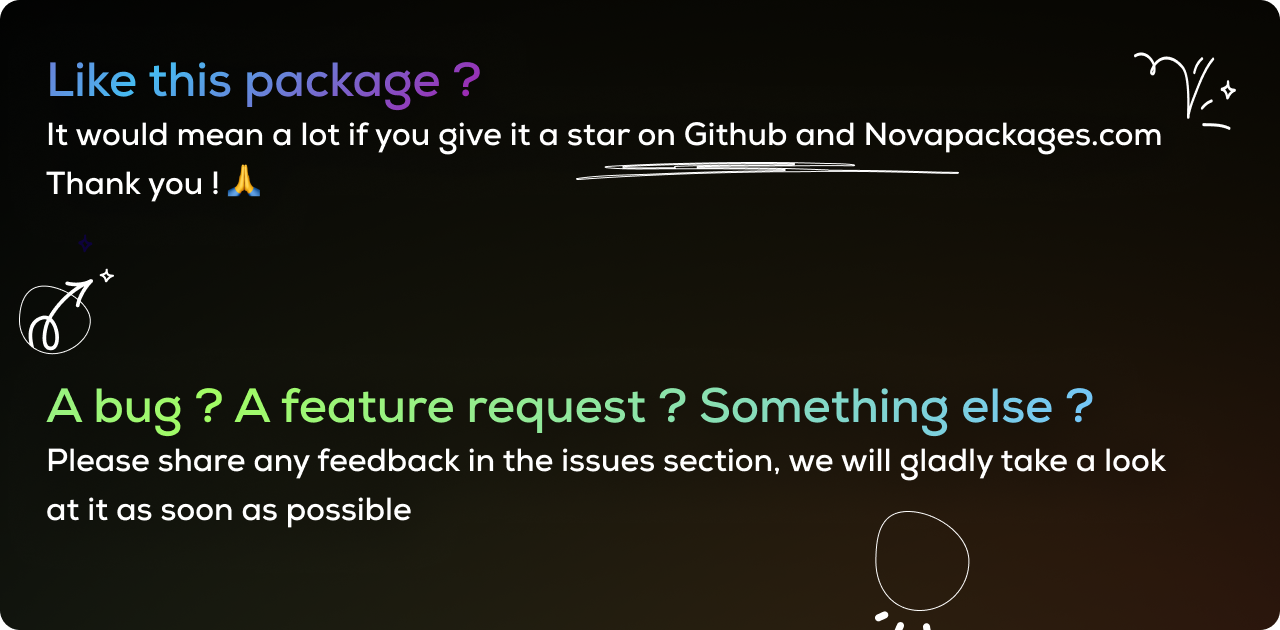 Like this package ?
It would mean a lot if you give it a star on Github and Novapackages.com
Thank you ! 🙏
A bug ? A feature request ? Something else ?
Please share any feedback in the issues section, we will gladly take a look
at it as soon as possible